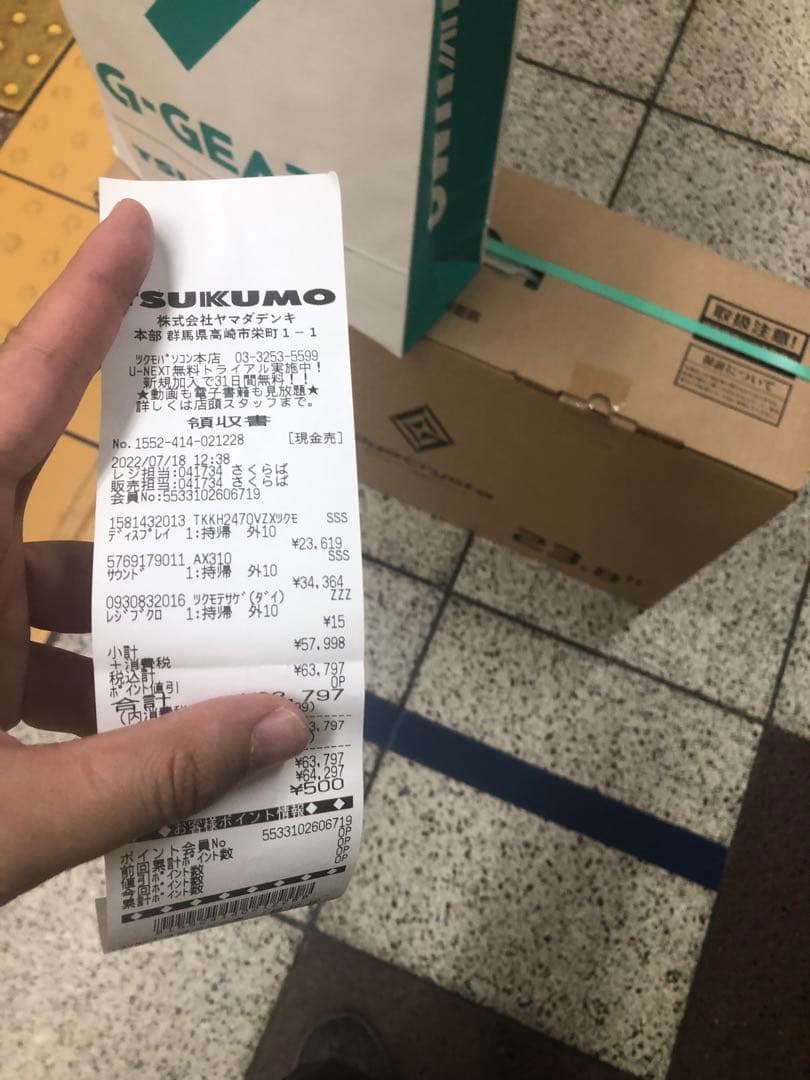 G-GEAR
TSUKUMO
株式会社ヤマダデンキ
本部 群馬県高崎市栄町1-1
ツクモパソコン本店 03-3253-5599
U-NEXT無料トライアル実施中!
新規加入で31日間無料!!
★動画も電子書籍も見放題★
詳しくは店頭スタッフまで。
領収書
No.1552-414-021228 [現金売]
2022/07/18 12:38
レジ担当:041734 さくらば
販売担当:041734 さくらば
会員No:5533102606719
1581432013 TKKH2470VZXツクモ SSS
ディスプレイ 1:持帰 外10
¥23,619
5769179011 AX310 SSS
サウンド 1:持帰 外10
¥34,364
0930832016 ツクモテサゲ(ダイ) ZZZ
レジブクロ 1:持帰 外10
¥15
小計 ¥57,998
+消費税
税込計 ¥63,797
ポイント値引 0P
合計
(内消費税
¥63,797
¥64,297
¥500
◆お客様ポイント情報◆
ポイント会員No 5533102606719
前回累計ポイント数 0P
値引ポイント数 0P
今回ポイント数 0P
累計ポイント数 0P
取扱注意!
23.8"